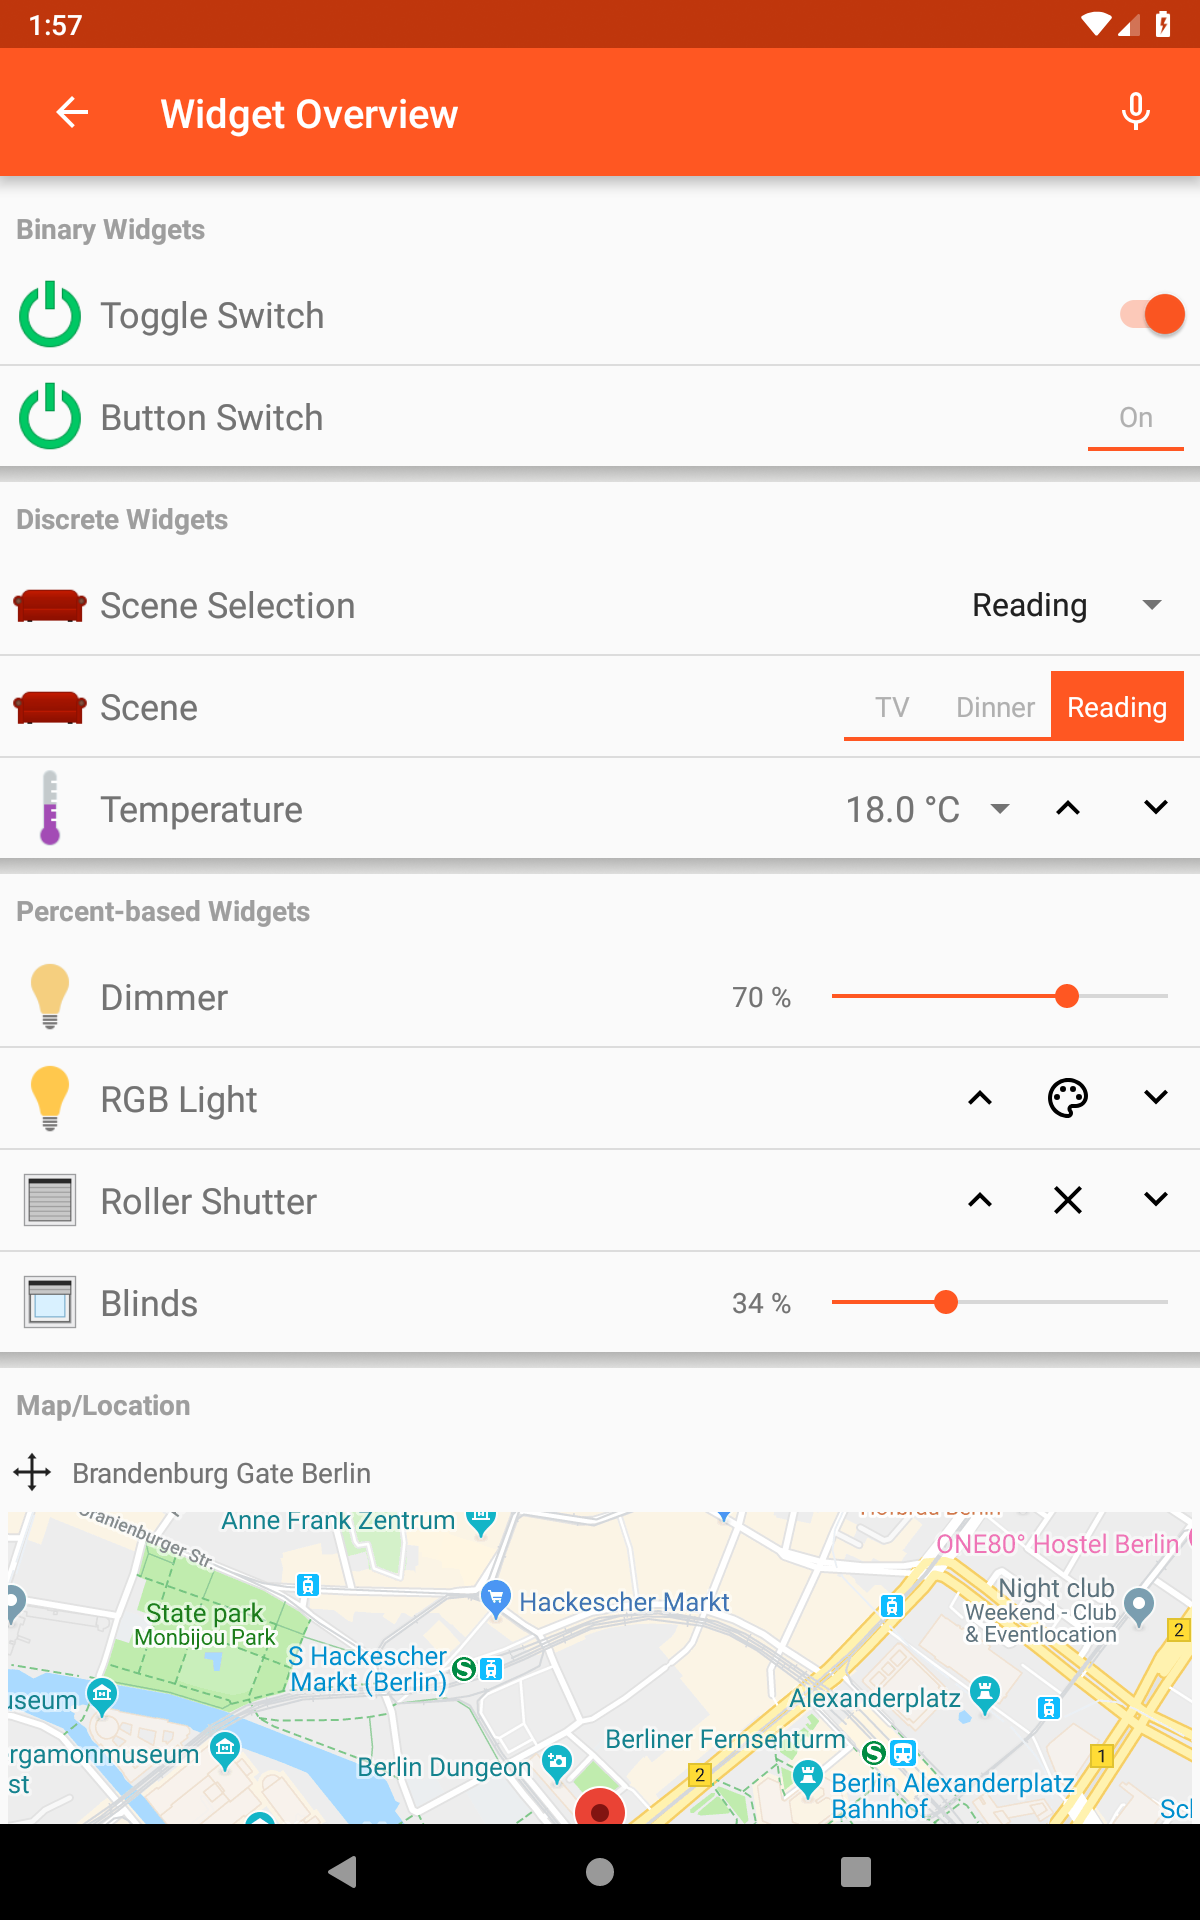 1:57
Widget Overview
Binary Widgets
Toggle Switch
Button Switch
On
Discrete Widgets
Scene Selection
Reading
Scene
TV
Dinner
Reading
Temperature
18.0 °C
Percent-based Widgets
Dimmer
70 %
RGB Light
Roller Shutter
Blinds
34 %
Map/Location
Brandenburg Gate Berlin
Oranienburger Str.
Anne Frank Zentrum
Hofbräu Berlin
ONE80° Hostel Berlin
Hackescher Markt
Night club
Weekend - Club
& Eventlocation
2
State park
Monbijou Park
S Hackescher
Markt (Berlin)
S
useum
Alexanderplatz
Berliner Fernsehturm
S
1
rgamonmuseum
st
Berlin Dungeon
2
Berlin Alexanderplatz
Bahnhof
Scl